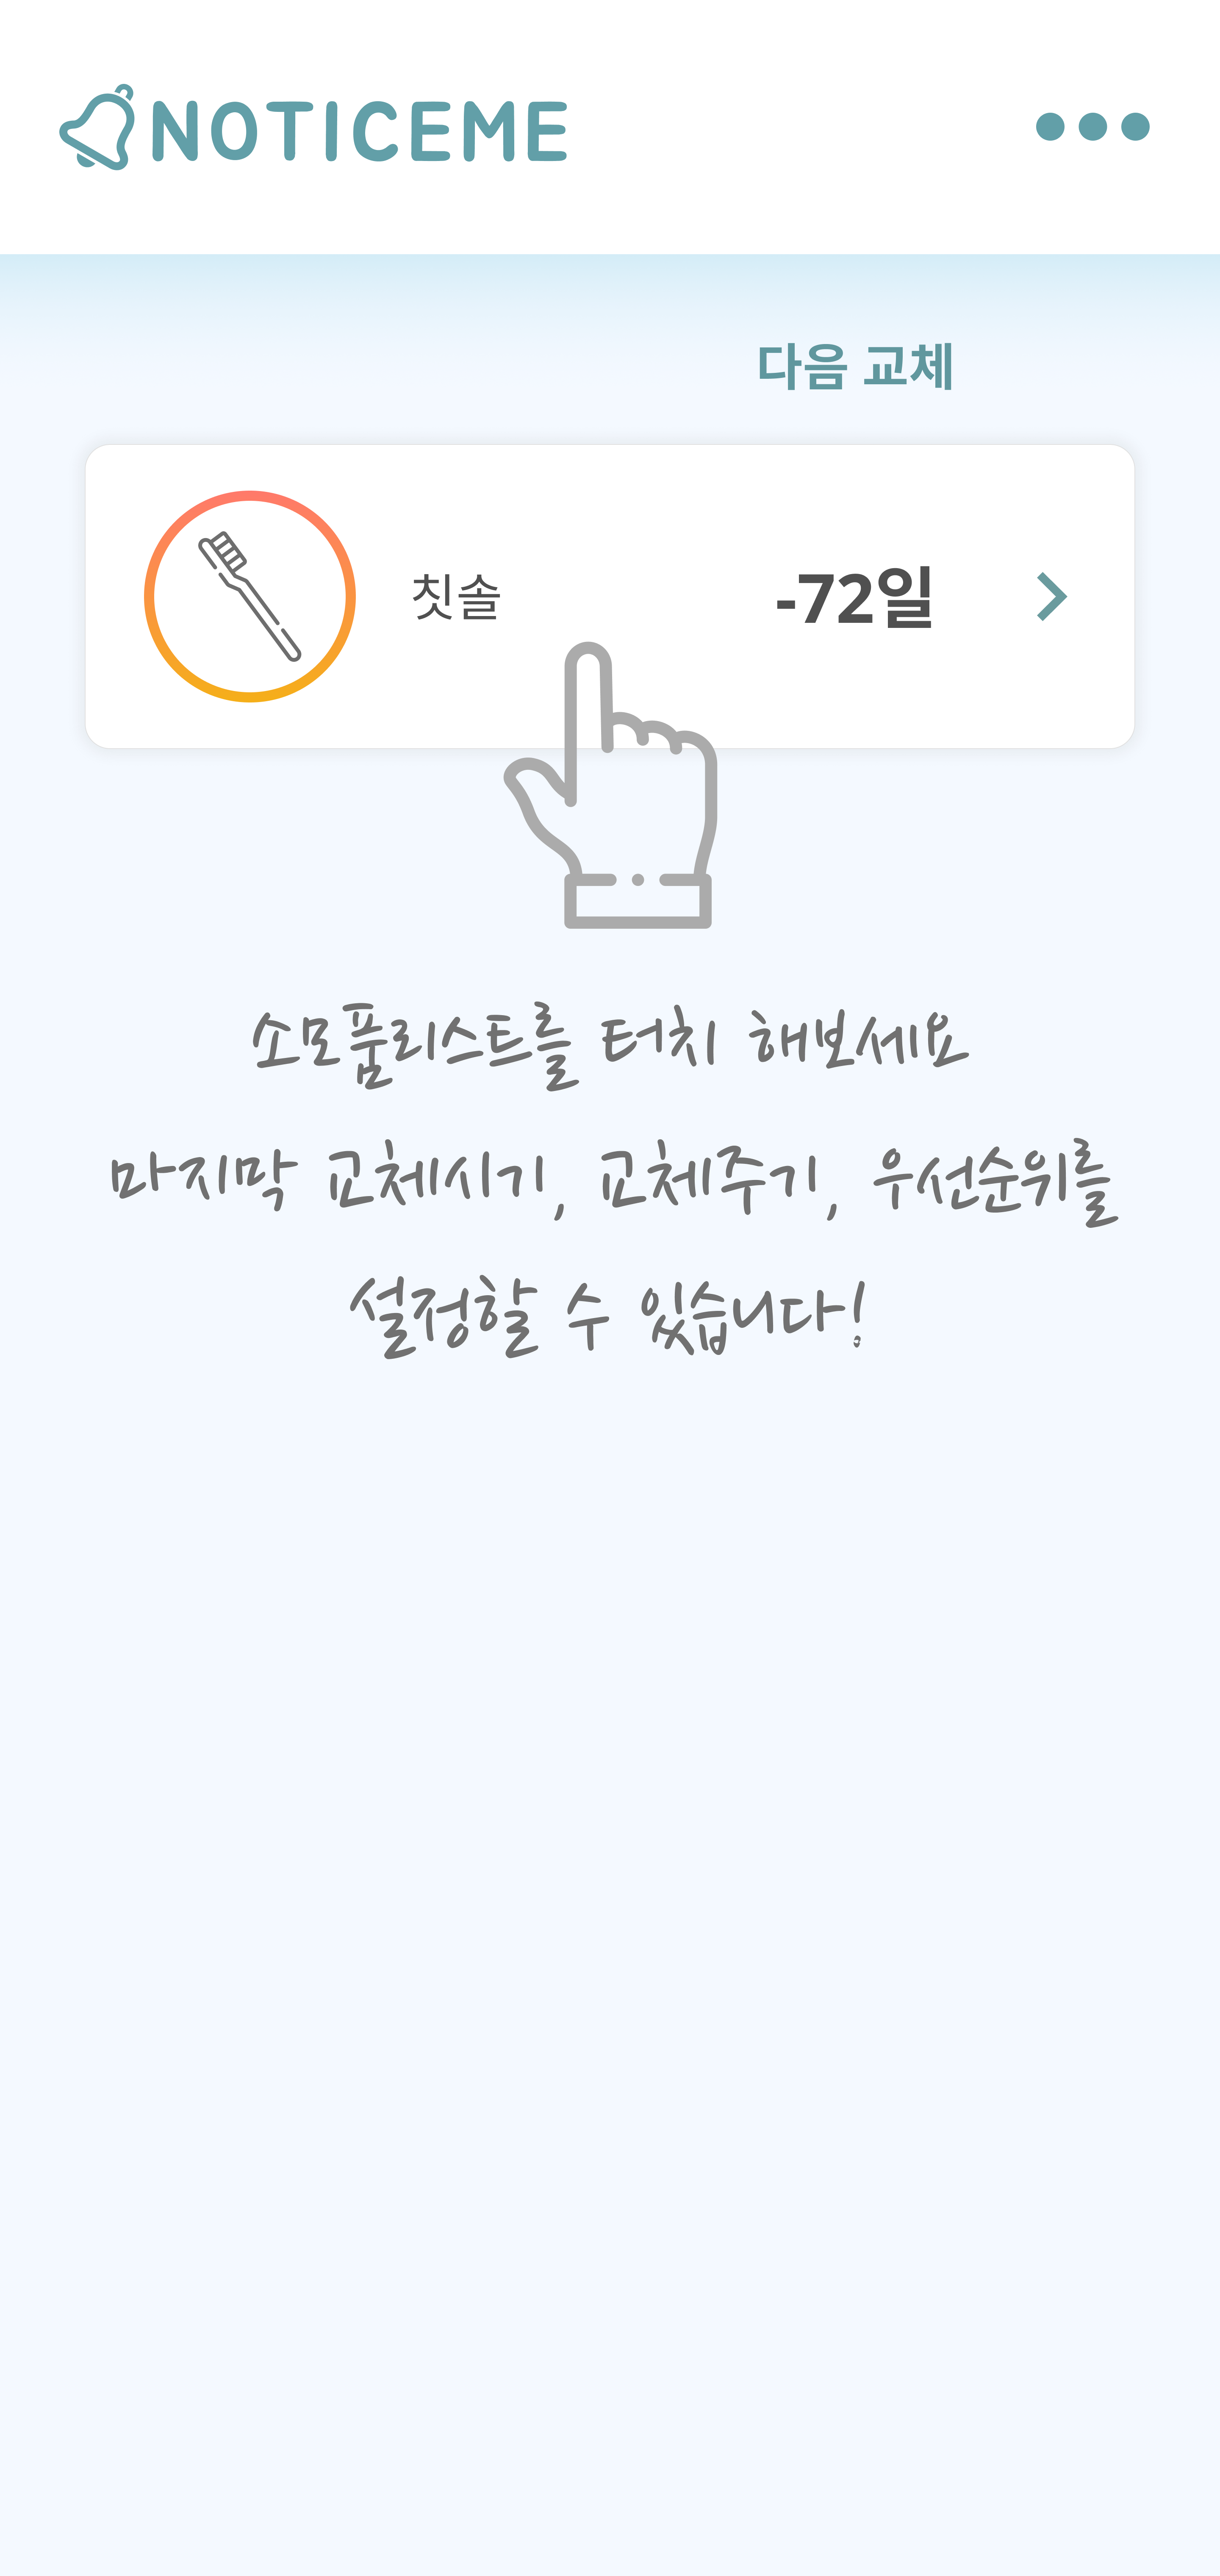 NOTICEME
다음 교체
칫솔
-72일
소모품리스트를 터치 해보세요
마지막 교체시기, 교체주기, 우선순위를
설정할 수 있습니다!